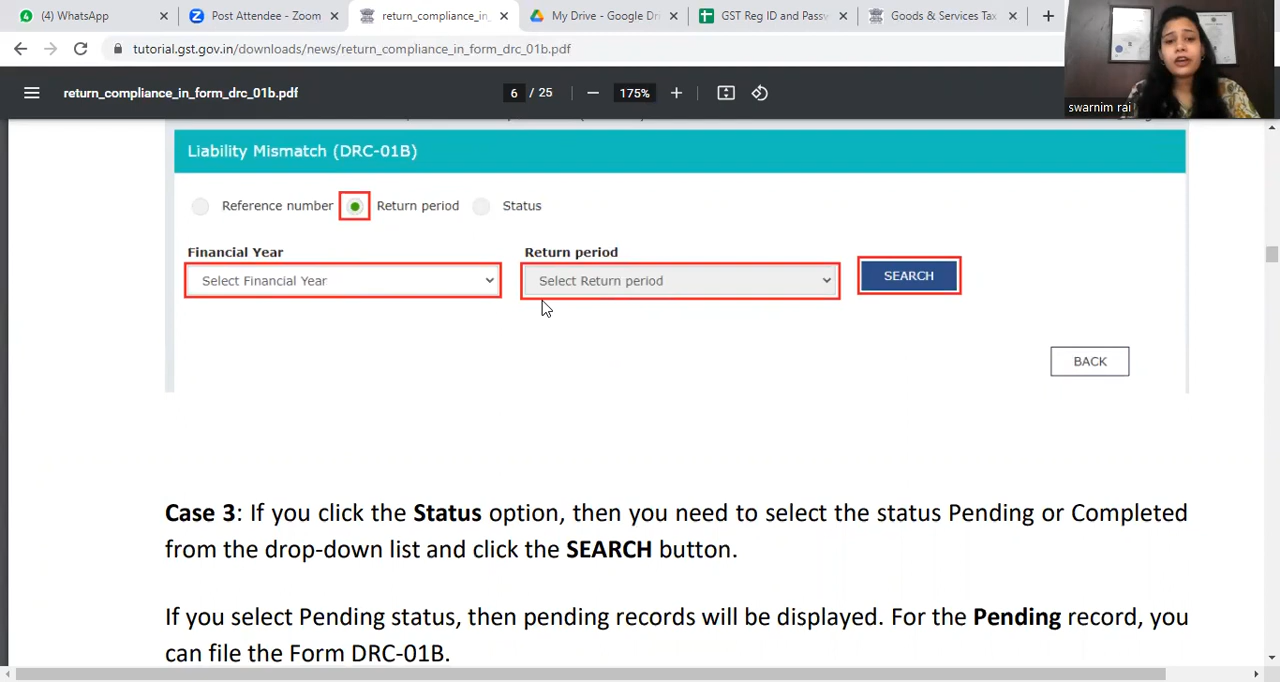 (4) WhatsApp
Post Attendee - Zoom
return_compliance_in_
My Drive - Google Dri
GST Reg ID and Passw
Goods & Services Tax
tutorial.gst.gov.in/downloads/news/return_compliance_in_form_drc_01b.pdf
swarnim rai
return_compliance_in_form_drc_01b.pdf
6 / 25
175%
Liability Mismatch (DRC-01B)
Reference number Return period Status
Financial Year Return period
Select Financial Year Select Return period SEARCH
BACK
Case 3: If you click the Status option, then you need to select the status Pending or Completed
from the drop-down list and click the SEARCH button.
If you select Pending status, then pending records will be displayed. For the Pending record, you
can file the Form DRC-01B.